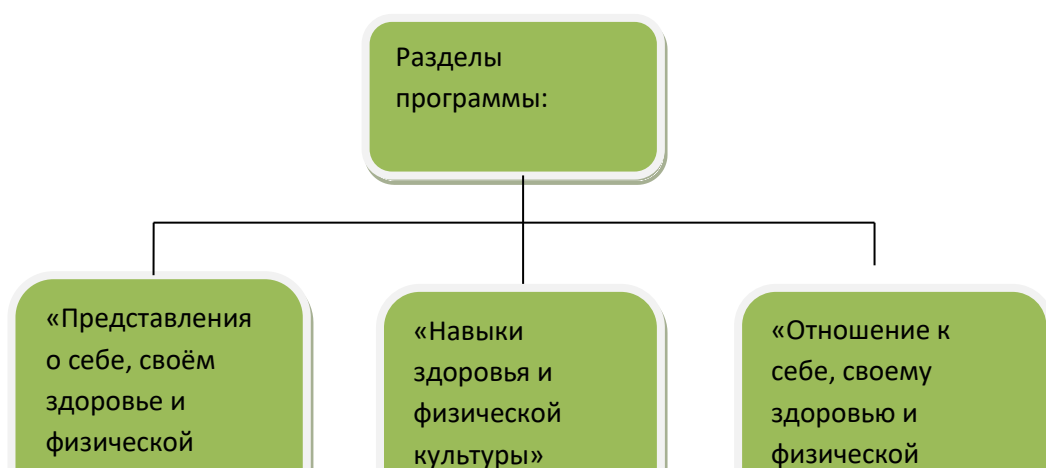 Разделы
программы:
«Представления
о себе, своём
здоровье и
физической
«Навыки
здоровья и
физической
культуры»
«Отношение к
себе, своему
здоровью и
физической